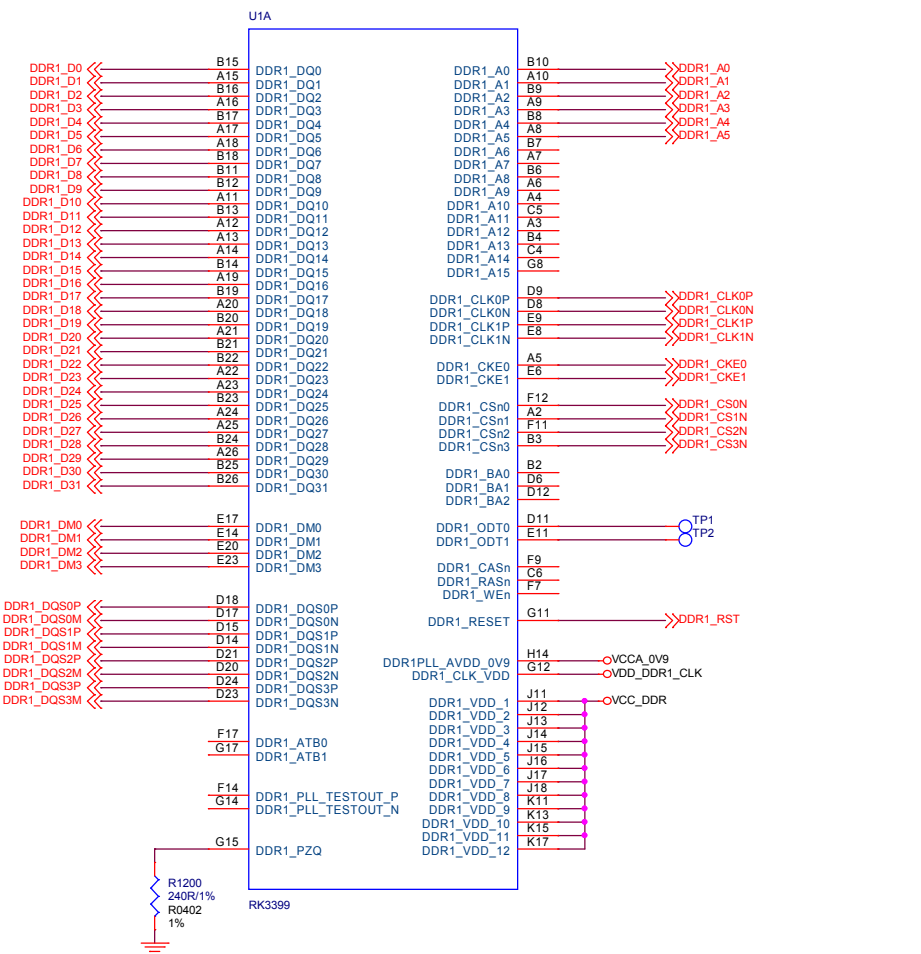 U1A
DDR1_D0 B15 DDR1_DQ0 DDR1_A0 B10 DDR1_A0
DDR1_D1 A15 DDR1_DQ1 DDR1_A1 A10 DDR1_A1
DDR1_D2 B16 DDR1_DQ2 DDR1_A2 B9 DDR1_A2
DDR1_D3 A16 DDR1_DQ3 DDR1_A3 A9 DDR1_A3
DDR1_D4 B17 DDR1_DQ4 DDR1_A4 B8 DDR1_A4
DDR1_D5 A17 DDR1_DQ5 DDR1_A5 A8 DDR1_A5
DDR1_D6 A18 DDR1_DQ6 DDR1_A6 B7
DDR1_D7 B18 DDR1_DQ7 DDR1_A7 A7
DDR1_D8 B11 DDR1_DQ8 DDR1_A8 B6
DDR1_D9 B12 DDR1_DQ9 DDR1_A9 A6
DDR1_D10 A11 DDR1_DQ10 DDR1_A10 A4
DDR1_D11 B13 DDR1_DQ11 DDR1_A11 C5
DDR1_D12 A12 DDR1_DQ12 DDR1_A12 A3
DDR1_D13 A13 DDR1_DQ13 DDR1_A13 B4
DDR1_D14 A14 DDR1_DQ14 DDR1_A14 C4
DDR1_D15 B14 DDR1_DQ15 DDR1_A15 G8
DDR1_D16 A19 DDR1_DQ16
DDR1_D17 B19 DDR1_DQ17 DDR1_CLK0P D9 DDR1_CLK0P
DDR1_D18 A20 DDR1_DQ18 DDR1_CLK0N D8 DDR1_CLK0N
DDR1_D19 B20 DDR1_DQ19 DDR1_CLK1P E9 DDR1_CLK1P
DDR1_D20 A21 DDR1_DQ20 DDR1_CLK1N E8 DDR1_CLK1N
DDR1_D21 B21 DDR1_DQ21
DDR1_D22 B22 DDR1_DQ22 DDR1_CKE0 A5 DDR1_CKE0
DDR1_D23 A22 DDR1_DQ23 DDR1_CKE1 E6 DDR1_CKE1
DDR1_D24 A23 DDR1_DQ24
DDR1_D25 B23 DDR1_DQ25 DDR1_CSn0 F12 DDR1_CS0N
DDR1_D26 A24 DDR1_DQ26 DDR1_CSn1 A2 DDR1_CS1N
DDR1_D27 A25 DDR1_DQ27 DDR1_CSn2 F11 DDR1_CS2N
DDR1_D28 B24 DDR1_DQ28 DDR1_CSn3 B3 DDR1_CS3N
DDR1_D29 A26 DDR1_DQ29
DDR1_D30 B25 DDR1_DQ30 DDR1_BA0 B2
DDR1_D31 B26 DDR1_DQ31 DDR1_BA1 D6
DDR1_BA2 D12
DDR1_DM0 E17 DDR1_DM0 DDR1_ODT0 D11 TP1
DDR1_DM1 E14 DDR1_DM1 DDR1_ODT1 E11 TP2
DDR1_DM2 E20 DDR1_DM2
DDR1_DM3 E23 DDR1_DM3 DDR1_CASn F9
DDR1_RASn C6
DDR1_WEn F7
DDR1_DQS0P D18 DDR1_DQS0P
DDR1_DQS0M D17 DDR1_DQS0N DDR1_RESET G11 DDR1_RST
DDR1_DQS1P D15 DDR1_DQS1P
DDR1_DQS1M D14 DDR1_DQS1N
DDR1_DQS2P D21 DDR1_DQS2P DDR1PLL_AVDD_0V9 H14 VCCA_0V9
DDR1_DQS2M D20 DDR1_DQS2N DDR1_CLK_VDD G12 VDD_DDR1_CLK
DDR1_DQS3P D24 DDR1_DQS3P
DDR1_DQS3M D23 DDR1_DQS3N DDR1_VDD_1 J11 VCC_DDR
DDR1_VDD_2 J12
DDR1_VDD_3 J13
F17 DDR1_ATB0 DDR1_VDD_4 J14
G17 DDR1_ATB1 DDR1_VDD_5 J15
DDR1_VDD_6 J16
DDR1_VDD_7 J17
F14 DDR1_PLL_TESTOUT_P DDR1_VDD_8 J18
G14 DDR1_PLL_TESTOUT_N DDR1_VDD_9 K11
DDR1_VDD_10 K13
DDR1_VDD_11 K15
G15 DDR1_PZQ DDR1_VDD_12 K17
R1200
240R/1%
R0402
1%
RK3399